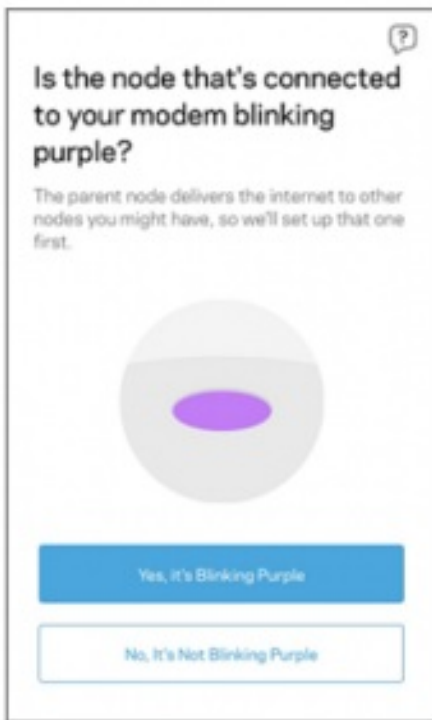 ?
Is the node that's connected
to your modem blinking
purple?
The parent node delivers the internet to other
nodes you might have, so we'll set up that one
first.
Yes, it's Blinking Purple
No, It's Not Blinking Purple